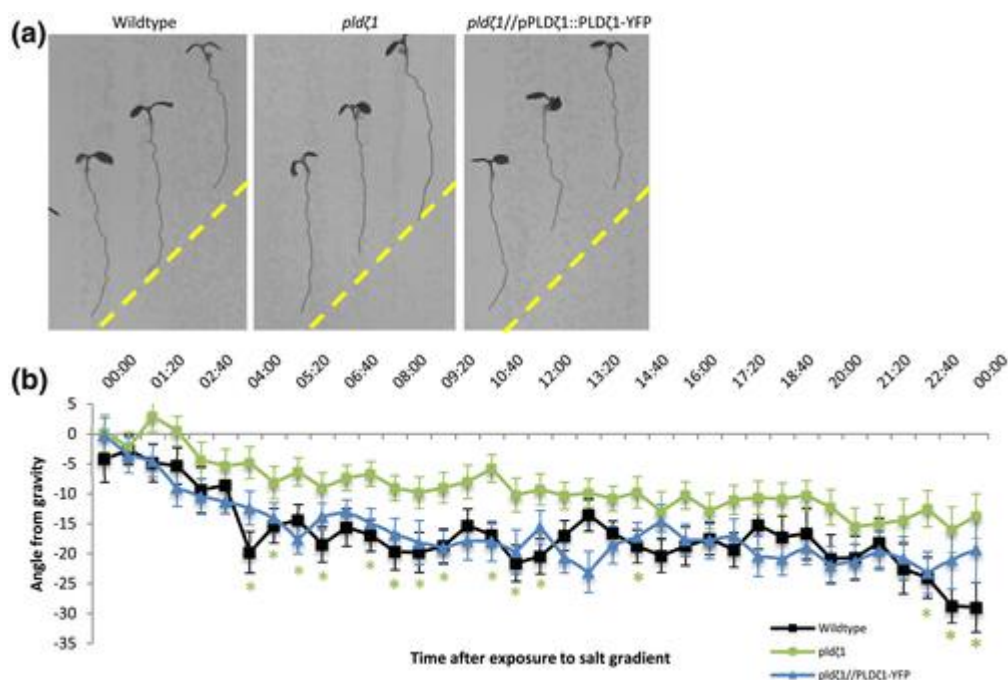 (a)
Wildtype
pldζ1
pldζ1//pPLDζ1::PLDζ1-YFP
(b)
00:00
01:20
02:40
04:00
05:20
06:40
08:00
09:20
10:40
12:00
13:20
14:40
16:00
17:20
18:40
20:00
21:20
22:40
00:00
Angle from gravity
5
0
-5
-10
-15
-20
-25
-30
-35
Time after exposure to salt gradient
Wildtype
pldζ1
pldζ1//PLDζ1-YFP